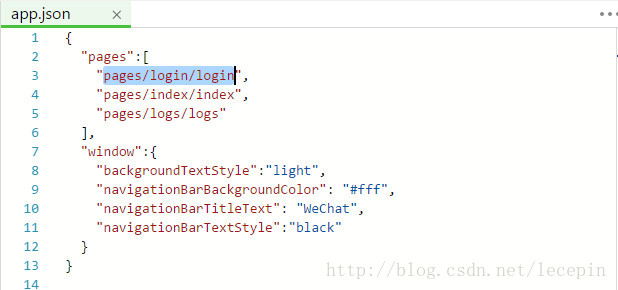 app.json × •••
1 {
2 "pages":[
3 "pages/login/login",
4 "pages/index/index",
5 "pages/logs/logs"
6 ],
7 "window":{
8 "backgroundTextStyle":"light",
9 "navigationBarBackgroundColor": "#fff",
10 "navigationBarTitleText": "WeChat",
11 "navigationBarTextStyle":"black"
12 }
13 }
14
http://blog.csdn.net/lecepin